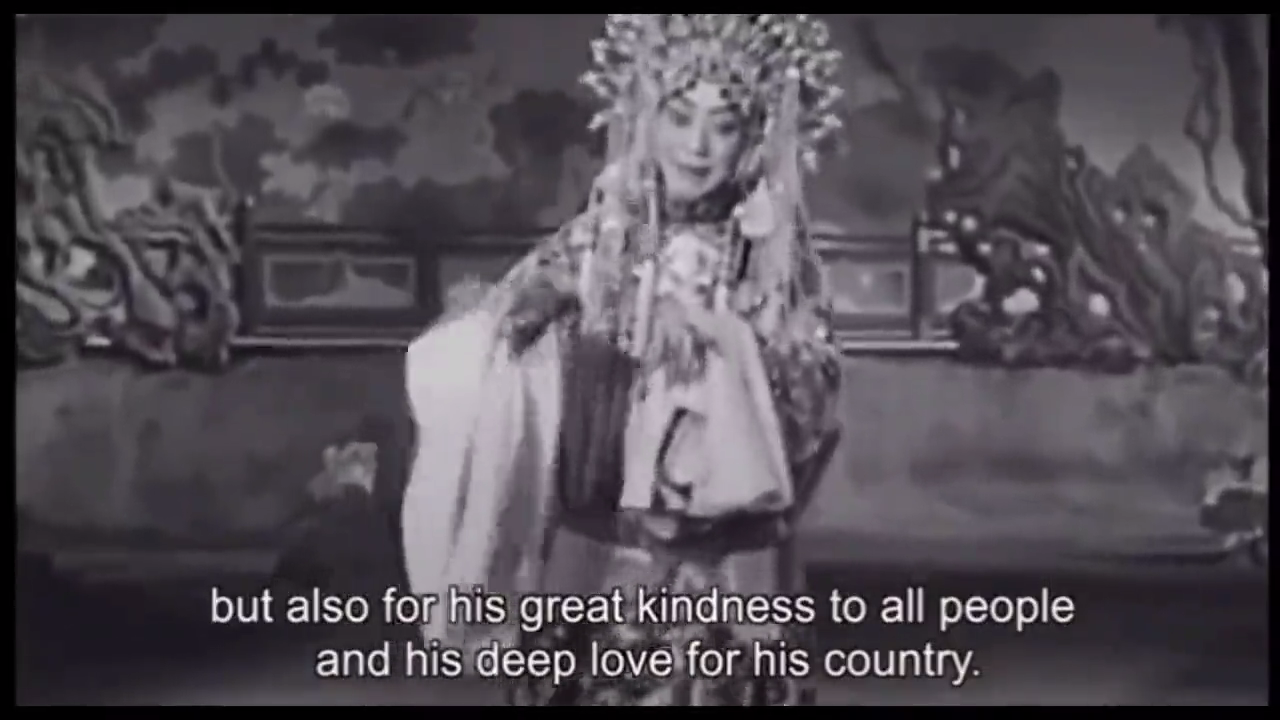 but also for his great kindness to all people
and his deep love for his country.